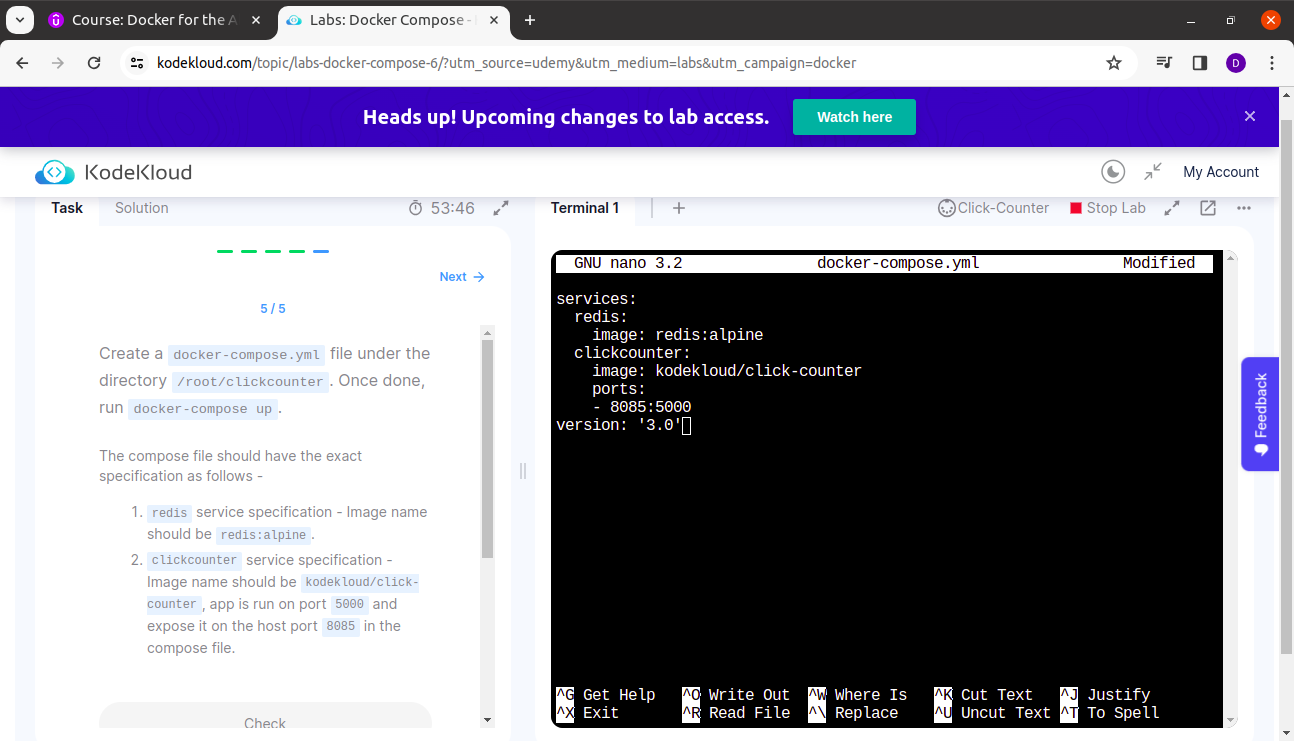 Course: Docker for the A
Labs: Docker Compose -
kodekloud.com/topic/labs-docker-compose-6/?utm_source=udemy&utm_medium=labs&utm_campaign=docker
D
Heads up! Upcoming changes to lab access.
Watch here
KodeKloud
My Account
Task
Solution
53:46
Terminal 1
Click-Counter
Stop Lab
Next
5 / 5
Create a docker-compose.yml file under the
directory /root/clickcounter. Once done,
run docker-compose up.
The compose file should have the exact
specification as follows -
1. redis service specification - Image name
should be redis:alpine.
2. clickcounter service specification -
Image name should be kodekloud/click-
counter, app is run on port 5000 and
expose it on the host port 8085 in the
compose file.
Check
GNU nano 3.2 docker-compose.yml Modified
services:
redis:
image: redis:alpine
clickcounter:
image: kodekloud/click-counter
ports:
- 8085:5000
version: '3.0'
^G Get Help ^O Write Out ^W Where Is ^K Cut Text ^J Justify
^X Exit ^R Read File ^\ Replace ^U Uncut Text ^T To Spell
Feedback